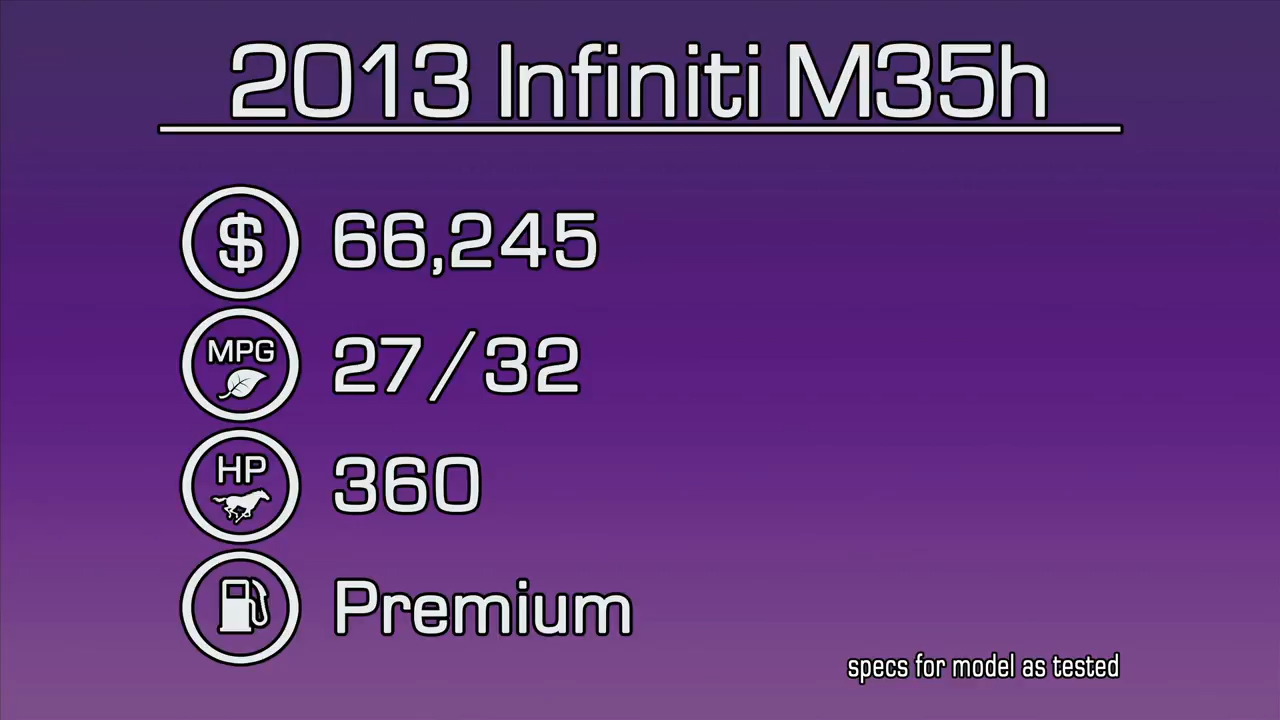 2013 Infiniti M35h
$ 66,245
MPG 27/32
HP 360
Premium
specs for model as tested